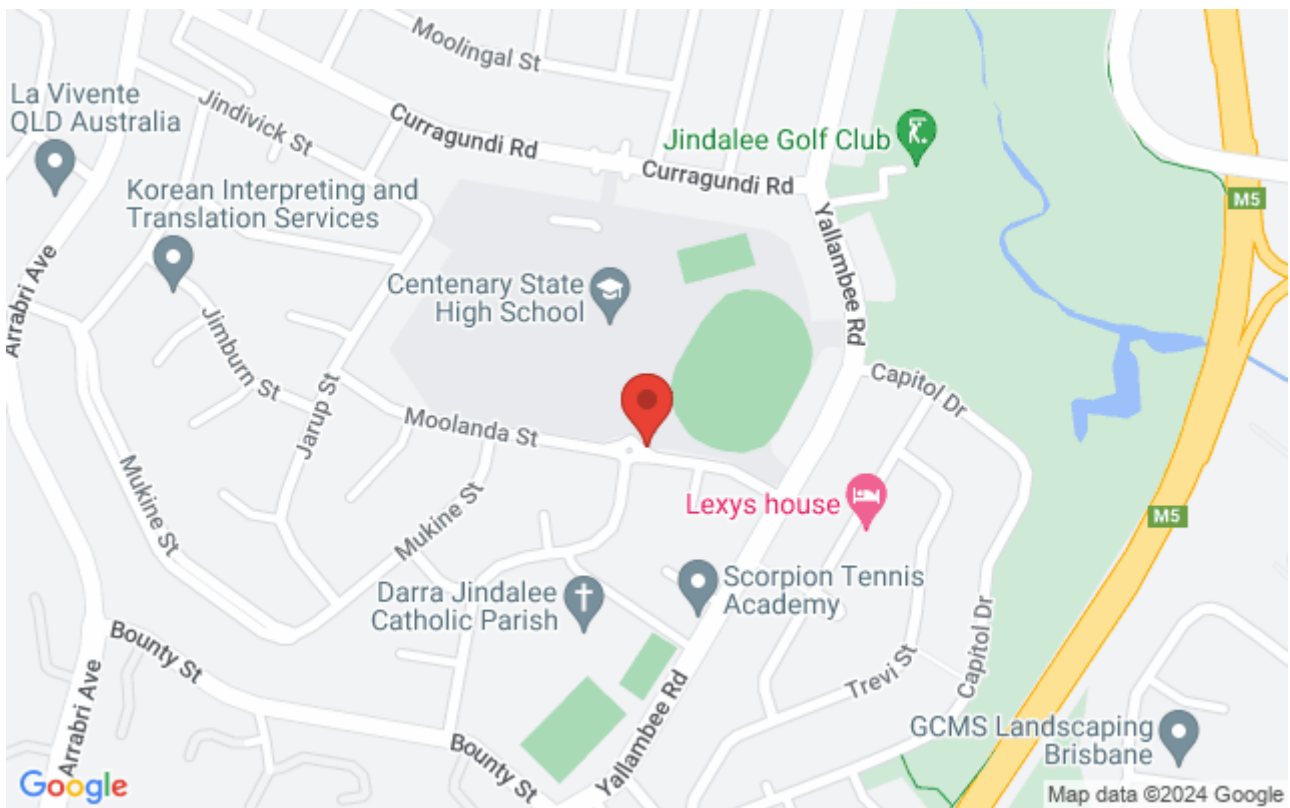 Moolingal St
La Vivente
QLD Australia
Jindivick St
Curragundi Rd
Jindalee Golf Club
Curragundi Rd
Korean Interpreting and
Translation Services
M5
Yallambee Rd
Arrabri Ave
Centenary State
High School
Jimburn St
Jarup St
Capitol Dr
Moolanda St
Mukine St
Mukine St
Lexys house
M5
Darra Jindalee
Catholic Parish
Scorpion Tennis
Academy
Bounty St
Trevi St
Capitol Dr
Arrabri Ave
Yallambee Rd
Bounty St
GCMS Landscaping
Brisbane
Google
Map data ©2024 Google